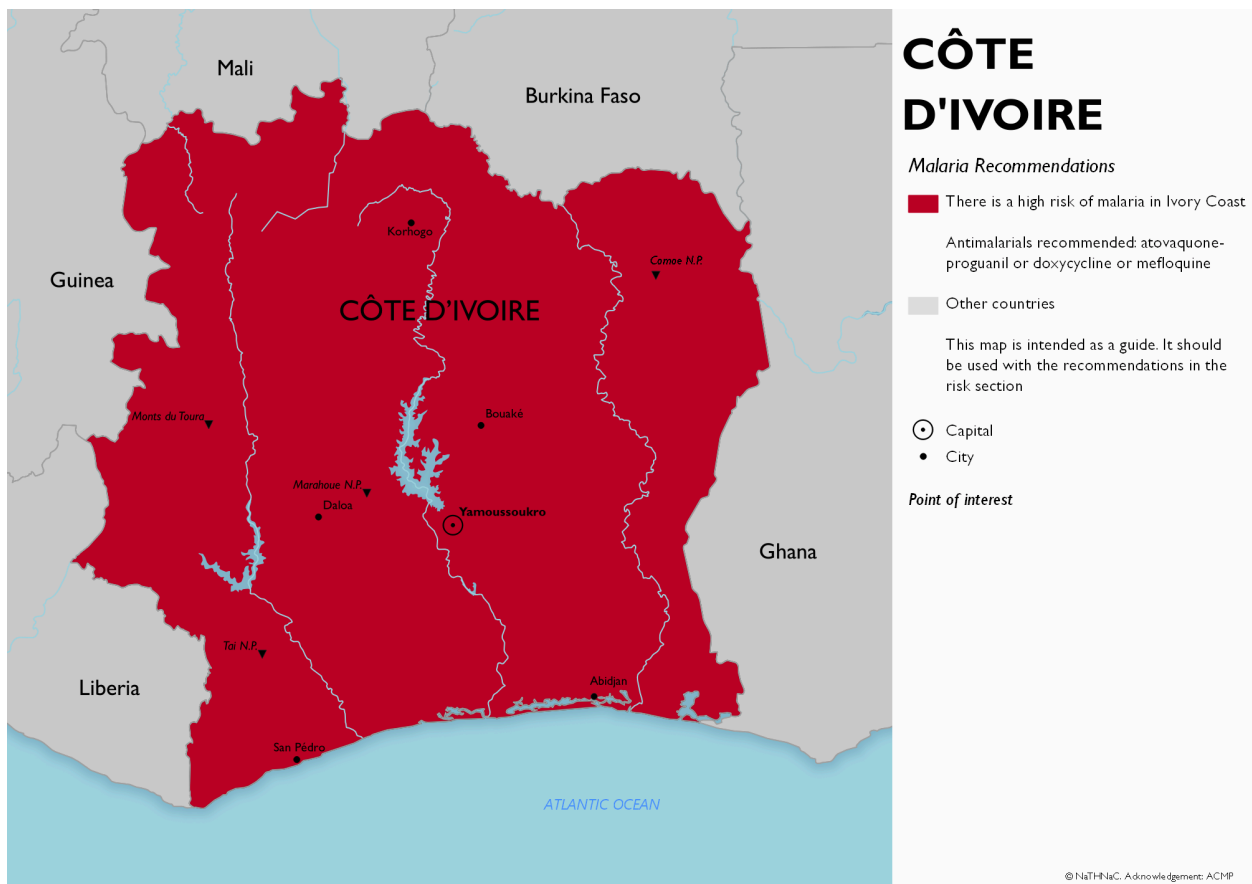 Mali
Burkina Faso
Guinea
Korhogo
Comoe N.P.
CÔTE D'IVOIRE
Monts du Toura
Bouaké
Marahoue N.P.
Daloa
Yamoussoukro
Ghana
Tai N.P.
Liberia
Abidjan
San Pédro
ATLANTIC OCEAN
CÔTE
D'IVOIRE
Malaria Recommendations
There is a high risk of malaria in Ivory Coast
Antimalarials recommended: atovaquone-
proguanil or doxycycline or mefloquine
Other countries
This map is intended as a guide. It should
be used with the recommendations in the
risk section
Capital
City
Point of interest
© NaTHNaC. Acknowledgement: ACMP